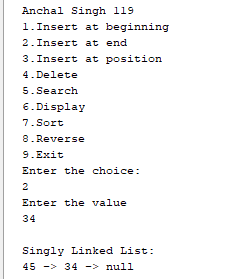 Anchal Singh 119
1.Insert at beginning
2.Insert at end
3.Insert at position
4.Delete
5.Search
6.Display
7.Sort
8.Reverse
9.Exit
Enter the choice:
2
Enter the value
34
Singly Linked List:
45 -> 34 -> null